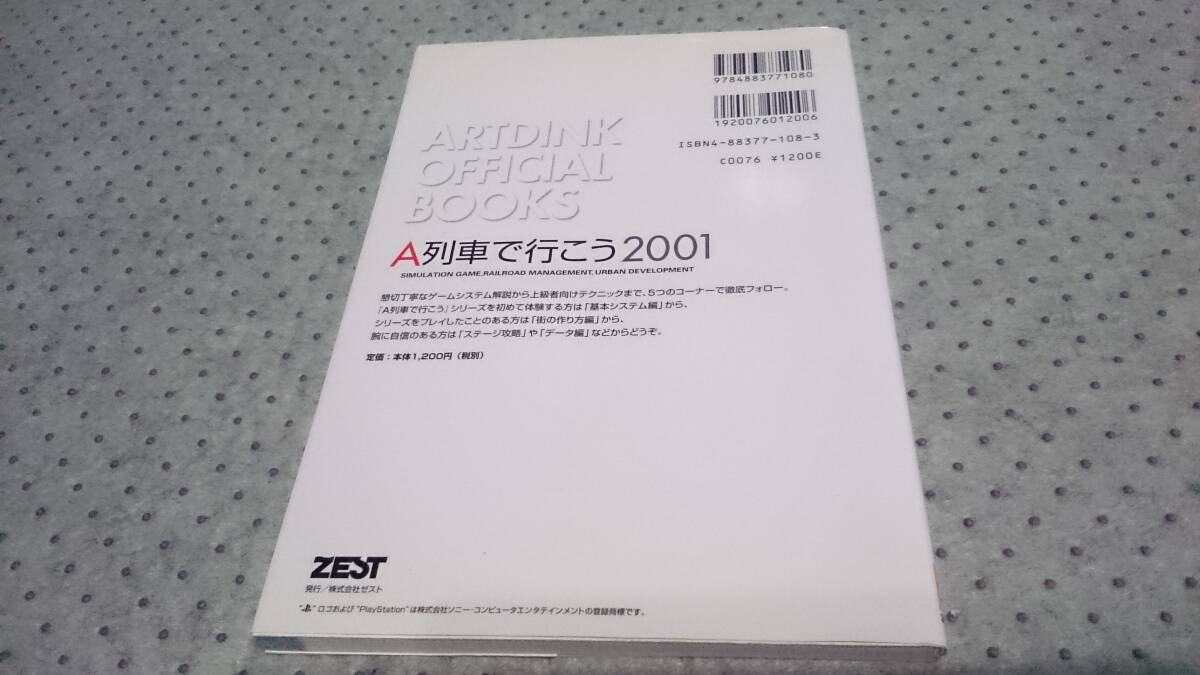 9784883771080
1920076012006
ISBN4-88377-108-3
C0076 ¥1200E
ARTDINK
OFFICIAL
BOOKS
A列車で行こう2001
SIMULATION GAME,RAILROAD MANAGEMENT,URBAN DEVELOPMENT
懇切丁寧なゲームシステム解説から上級者向けテクニックまで、5つのコーナーで徹底フォロー。
『A列車で行こう』シリーズを初めて体験する方は「基本システム編」から、
シリーズをプレイしたことのある方は「街の作り方編」から、
腕に自信のある方は「ステージ攻略」や「データ編」などからどうぞ。
定価：本体1,200円（税別）
ZEST
発行／株式会社ゼスト
" "ロゴおよび"PlayStation"は株式会社ソニー・コンピュータエンタテインメントの登録商標です。